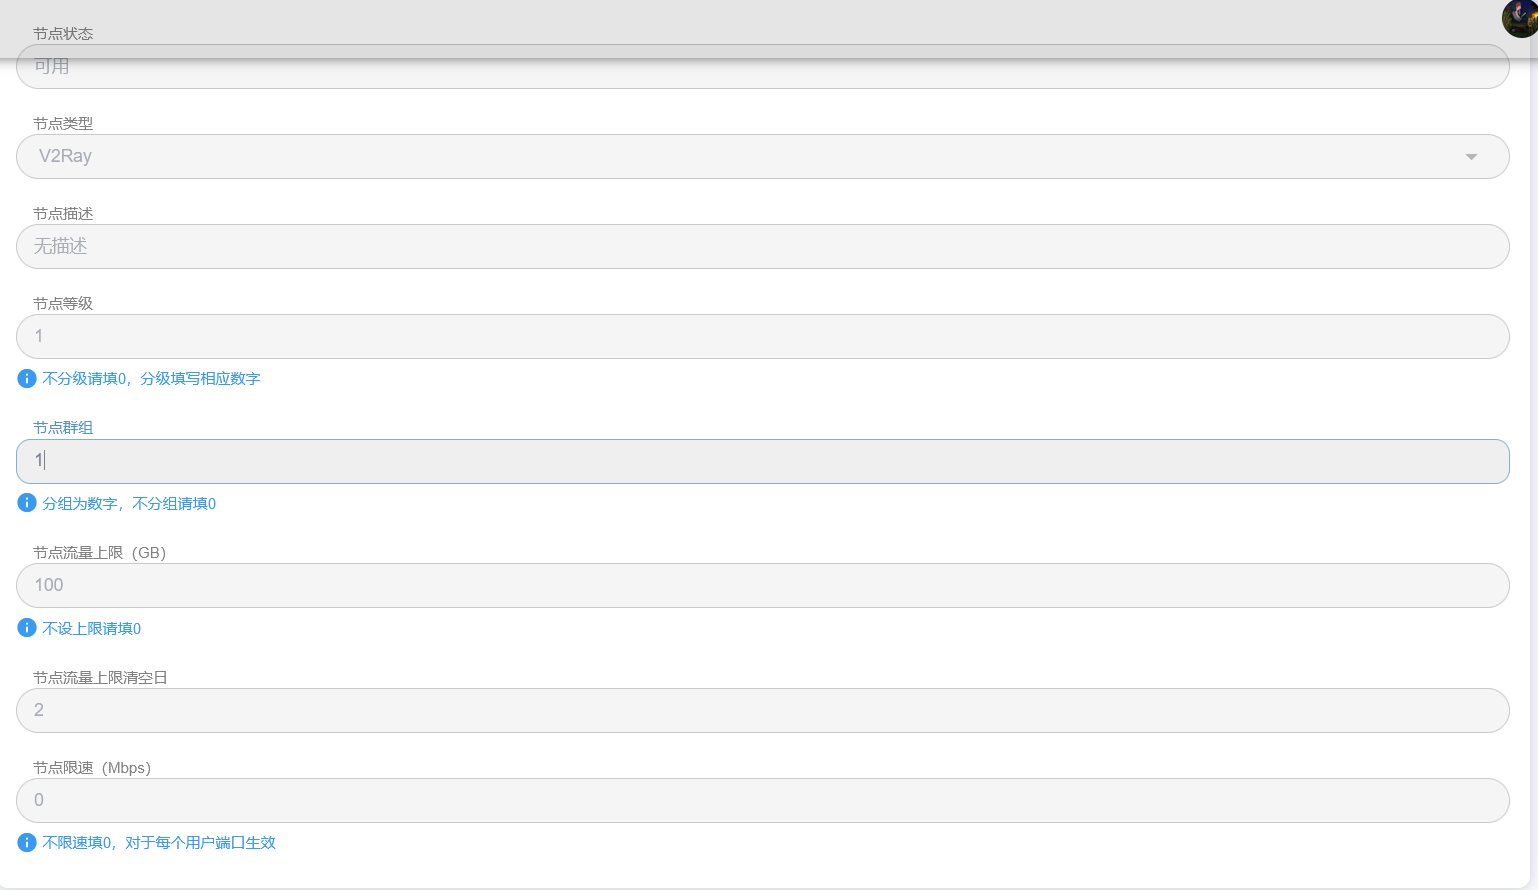 节点状态
可用
节点类型
V2Ray
节点描述
无描述
节点等级
1
不分级请填0，分级填写相应数字
节点群组
1
分组为数字，不分组请填0
节点流量上限（GB）
100
不设上限请填0
节点流量上限清空日
2
节点限速（Mbps）
0
不限速填0，对于每个用户端口生效